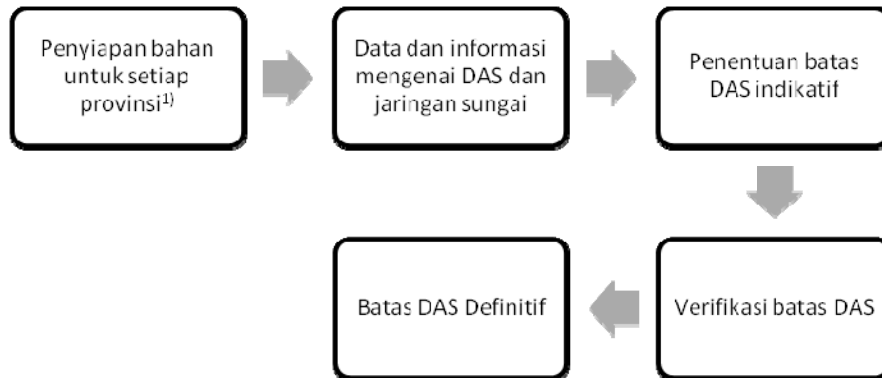 Penyiapan bahan
untuk setiap
provinsi¹⁾
Data dan informasi
mengenai DAS dan
jaringan sungai
Penentuan batas
DAS indikatif
Verifikasi batas DAS
Batas DAS Definitif